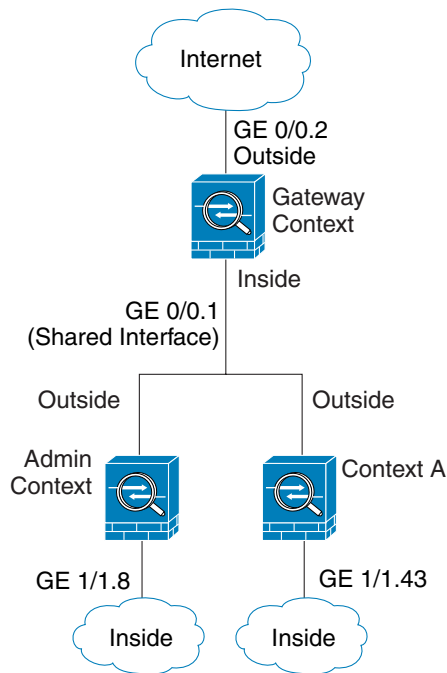 Internet
GE 0/0.2
Outside
Gateway
Context
Inside
GE 0/0.1
(Shared Interface)
Outside
Outside
Admin
Context
Context A
GE 1/1.8
GE 1/1.43
Inside
Inside